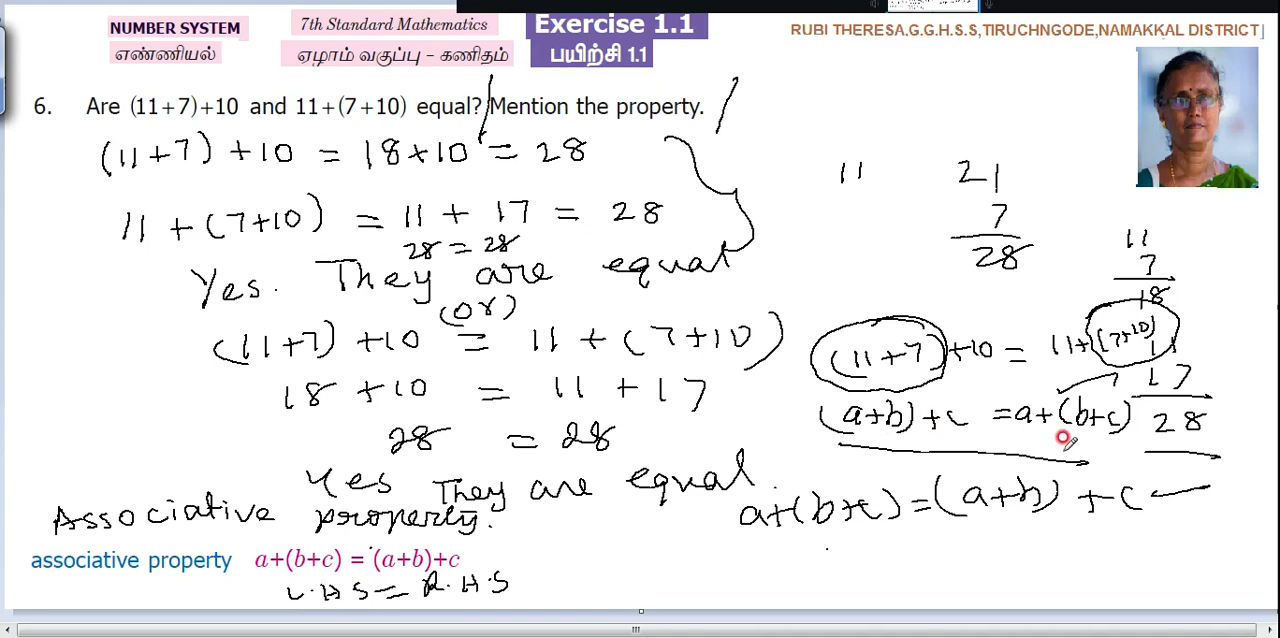 NUMBER SYSTEM
எண்ணியல்
7th Standard Mathematics
ஏழாம் வகுப்பு - கணிதம்
Exercise 1.1
பயிற்சி 1.1
RUBI THERESA,G.G.H.S.S,TIRUCHNGODE,NAMAKKAL DISTRICT]
6. Are (11+7)+10 and 11+(7+10) equal? Mention the property.
(11+7) +10 = 18+10 = 28
11 + (7+10) = 11 + 17 = 28
28 = 28
Yes. They are equal
(or)
(11+7) +10 = 11 + (7+10)
18 +10 = 11 + 17
28 = 28
Yes They are equal.
Associative property.
associative property a+(b+c) = (a+b)+c
L.H.S = R.H.S
11
21
7
28
11
7
18
11
17
28
(11+7) +10 = 11+(7+10)
(a+b)+c = a+(b+c)
a+(b+c) = (a+b) + c